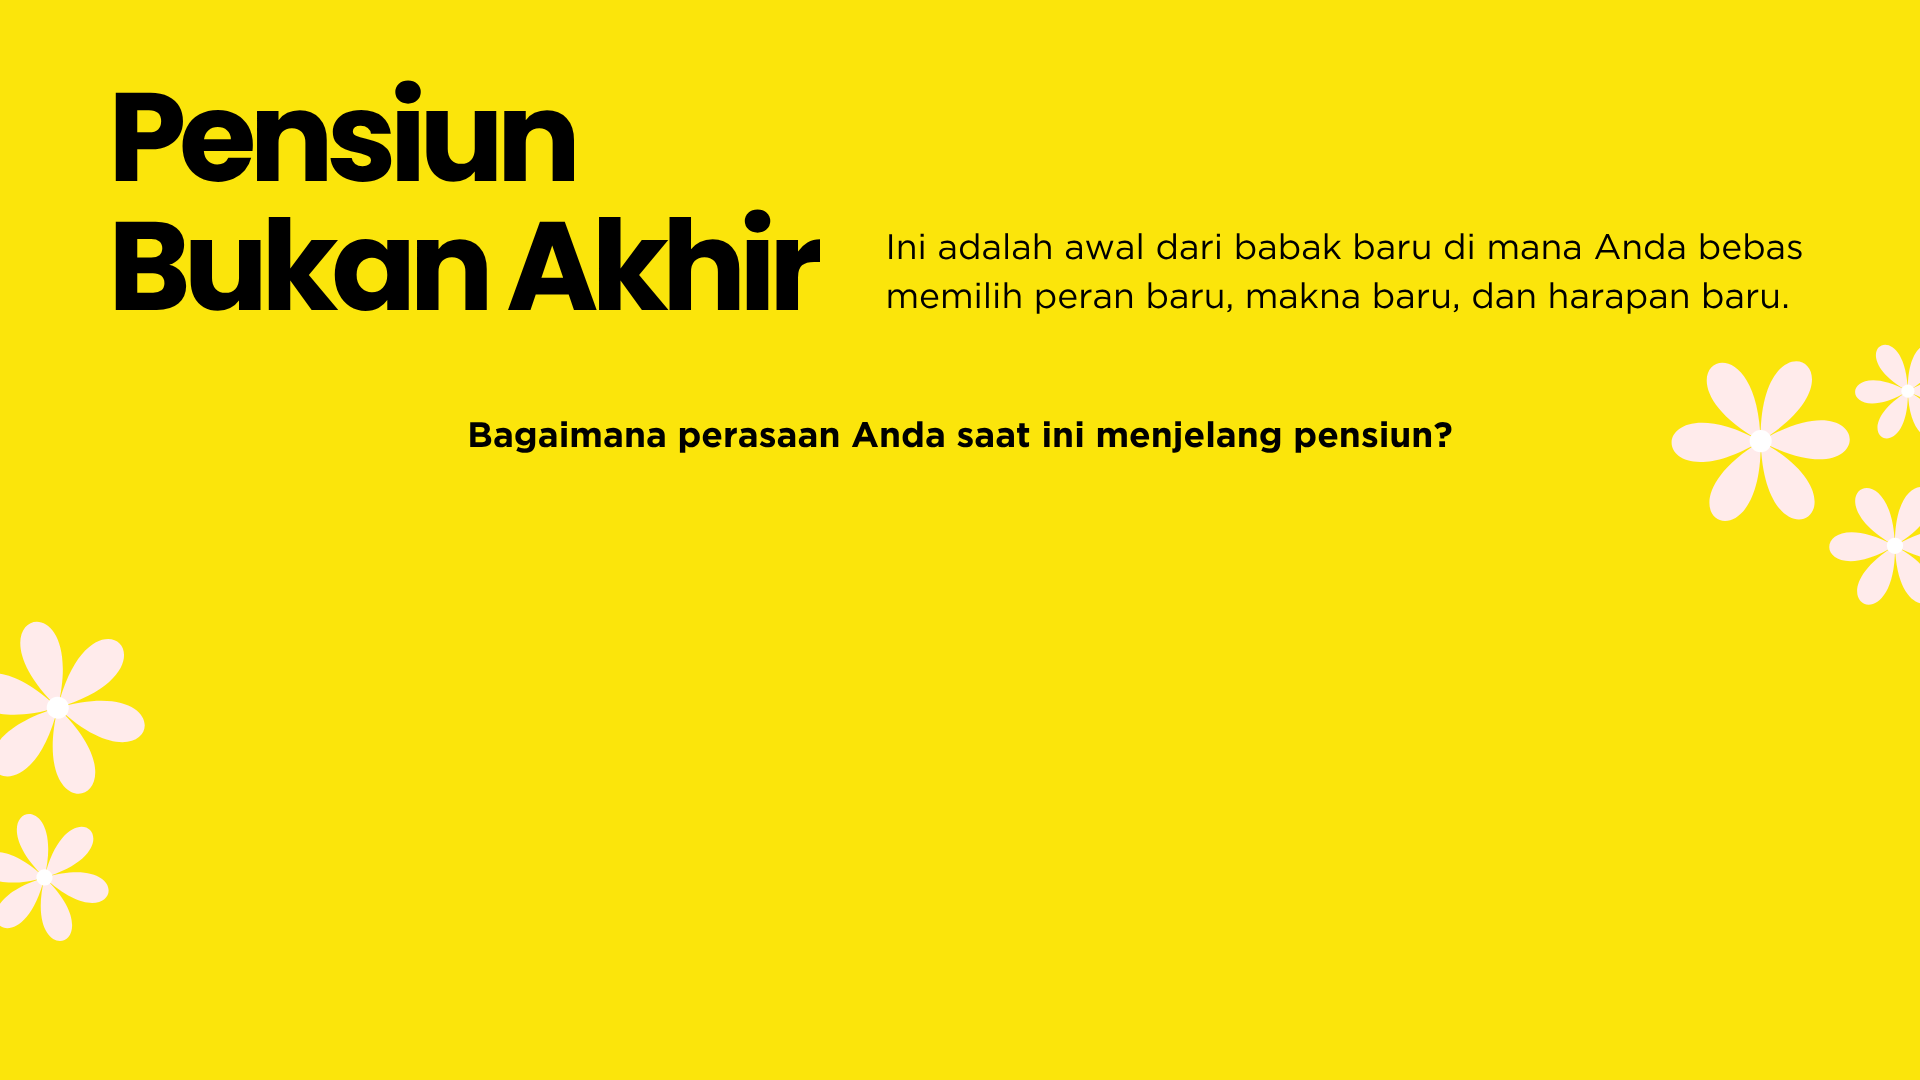 Pensiun
Bukan Akhir
Ini adalah awal dari babak baru di mana Anda bebas
memilih peran baru, makna baru, dan harapan baru.
Bagaimana perasaan Anda saat ini menjelang pensiun?